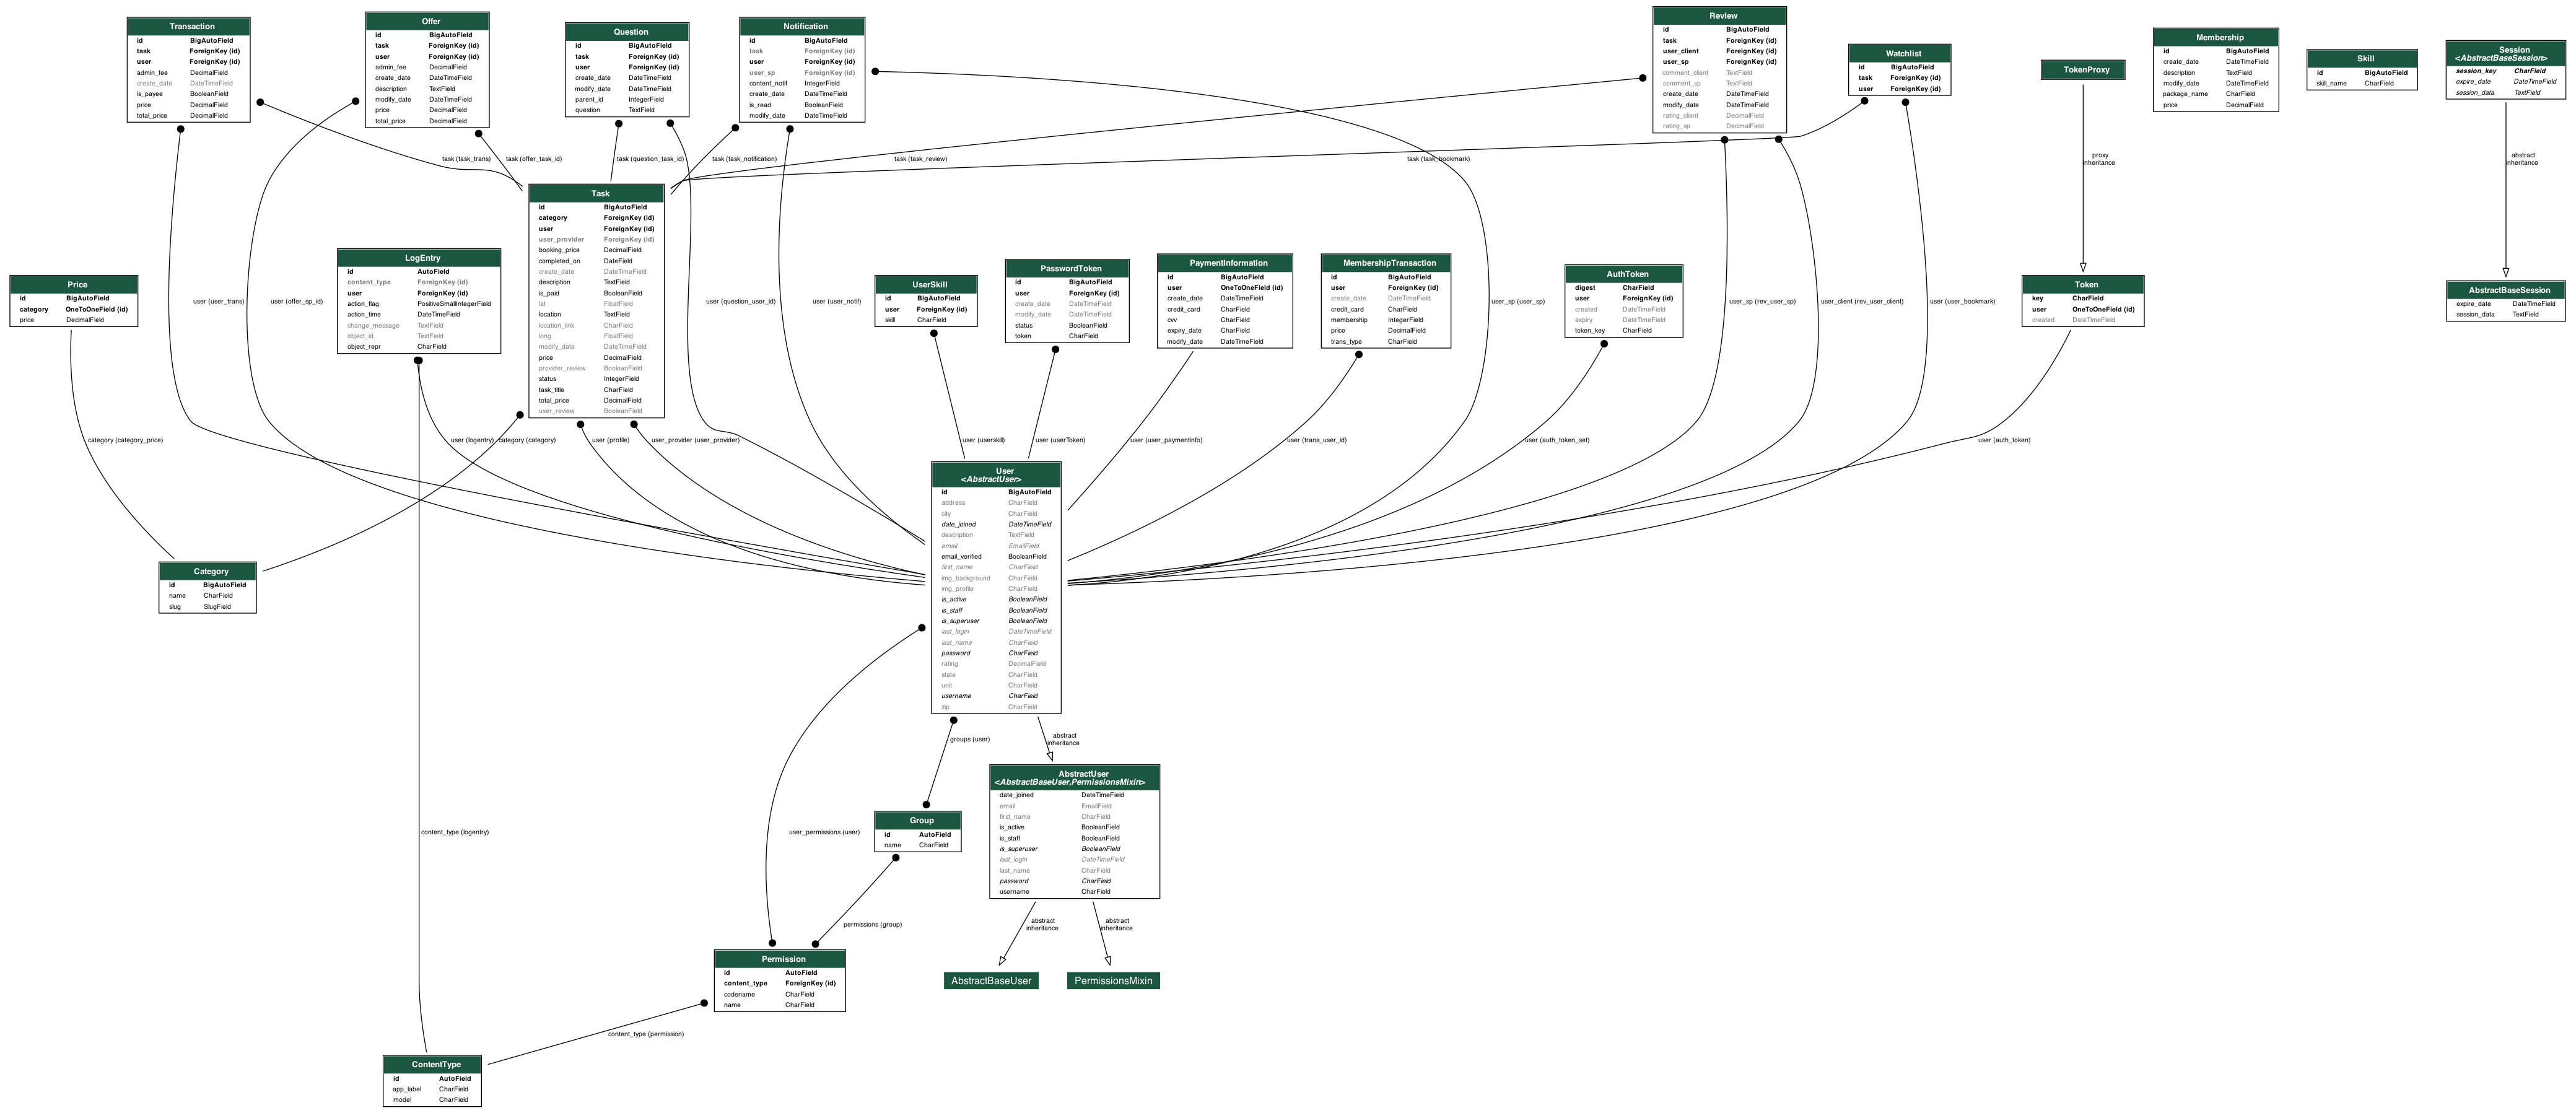 Transaction
id BigAutoField
task ForeignKey (id)
user ForeignKey (id)
admin_fee DecimalField
create_date DateTimeField
is_payee BooleanField
price DecimalField
total_price DecimalField
Offer
id BigAutoField
task ForeignKey (id)
user ForeignKey (id)
admin_fee DecimalField
create_date DateTimeField
description TextField
modify_date DateTimeField
price DecimalField
total_price DecimalField
Question
id BigAutoField
task ForeignKey (id)
user ForeignKey (id)
create_date DateTimeField
modify_date DateTimeField
parent_id IntegerField
question TextField
Notification
id BigAutoField
task ForeignKey (id)
user ForeignKey (id)
user_sp ForeignKey (id)
content_notif IntegerField
create_date DateTimeField
is_read BooleanField
modify_date DateTimeField
Review
id BigAutoField
task ForeignKey (id)
user_client ForeignKey (id)
user_sp ForeignKey (id)
comment_client TextField
comment_sp TextField
create_date DateTimeField
modify_date DateTimeField
rating_client DecimalField
rating_sp DecimalField
Watchlist
id BigAutoField
task ForeignKey (id)
user ForeignKey (id)
TokenProxy
Membership
id BigAutoField
create_date DateTimeField
description TextField
modify_date DateTimeField
package_name CharField
price DecimalField
Skill
id BigAutoField
skill_name CharField
Session
<AbstractBaseSession>
session_key CharField
expire_date DateTimeField
session_data TextField
task (task_trans)
task (offer_task_id)
task (question_task_id)
task (task_notification)
task (task_review)
task (task_bookmark)
proxy
inheritance
abstract
inheritance
Task
id BigAutoField
category ForeignKey (id)
user ForeignKey (id)
user_provider ForeignKey (id)
booking_price DecimalField
completed_on DateField
create_date DateTimeField
description TextField
is_paid BooleanField
lat FloatField
location TextField
location_link CharField
long FloatField
modify_date DateTimeField
price DecimalField
provider_review BooleanField
status IntegerField
task_title CharField
total_price DecimalField
user_review BooleanField
Price
id BigAutoField
category OneToOneField (id)
price DecimalField
LogEntry
id AutoField
content_type ForeignKey (id)
user ForeignKey (id)
action_flag PositiveSmallIntegerField
action_time DateTimeField
change_message TextField
object_id TextField
object_repr CharField
UserSkill
id BigAutoField
user ForeignKey (id)
skill CharField
PasswordToken
id BigAutoField
user ForeignKey (id)
create_date DateTimeField
modify_date DateTimeField
status BooleanField
token CharField
PaymentInformation
id BigAutoField
user OneToOneField (id)
create_date DateTimeField
credit_card CharField
cvv CharField
expiry_date CharField
modify_date DateTimeField
MembershipTransaction
id BigAutoField
user ForeignKey (id)
create_date DateTimeField
credit_card CharField
membership IntegerField
price DecimalField
trans_type CharField
AuthToken
digest CharField
user ForeignKey (id)
created DateTimeField
expiry DateTimeField
token_key CharField
Token
key CharField
user OneToOneField (id)
created DateTimeField
AbstractBaseSession
expire_date DateTimeField
session_data TextField
user (user_trans)
user (offer_sp_id)
user (question_user_id)
user (user_notif)
user_sp (user_sp)
user_sp (rev_user_sp)
user_client (rev_user_client)
user (user_bookmark)
category (category_price)
user (logentry)
category (category)
user (profile)
user_provider (user_provider)
user (userskill)
user (userToken)
user (user_paymentinfo)
user (trans_user_id)
user (auth_token_set)
user (auth_token)
Category
id BigAutoField
name CharField
slug SlugField
User
<AbstractUser>
id BigAutoField
address CharField
city CharField
date_joined DateTimeField
description TextField
email EmailField
email_verified BooleanField
first_name CharField
img_background CharField
img_profile CharField
is_active BooleanField
is_staff BooleanField
is_superuser BooleanField
last_login DateTimeField
last_name CharField
password CharField
rating DecimalField
state CharField
unit CharField
username CharField
zip CharField
groups (user)
abstract
inheritance
AbstractUser
<AbstractBaseUser,PermissionsMixin>
date_joined DateTimeField
email EmailField
first_name CharField
is_active BooleanField
is_staff BooleanField
is_superuser BooleanField
last_login DateTimeField
last_name CharField
password CharField
username CharField
content_type (logentry)
user_permissions (user)
Group
id AutoField
name CharField
permissions (group)
abstract
inheritance
abstract
inheritance
Permission
id AutoField
content_type ForeignKey (id)
codename CharField
name CharField
AbstractBaseUser
PermissionsMixin
content_type (permission)
ContentType
id AutoField
app_label CharField
model CharField